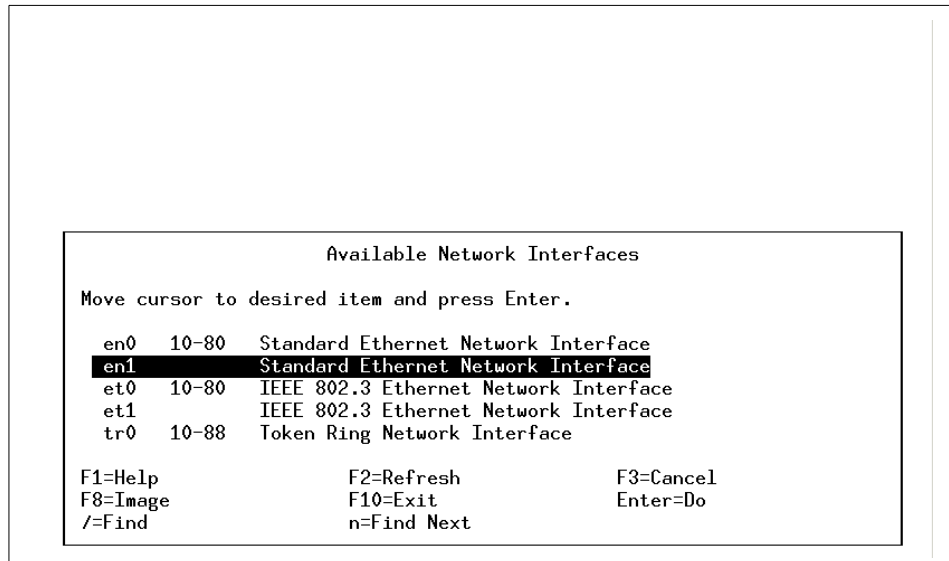 Available Network Interfaces
Move cursor to desired item and press Enter.
en0 10-80 Standard Ethernet Network Interface
en1 Standard Ethernet Network Interface
et0 10-80 IEEE 802.3 Ethernet Network Interface
et1 IEEE 802.3 Ethernet Network Interface
tr0 10-88 Token Ring Network Interface
F1=Help F2=Refresh F3=Cancel
F8=Image F10=Exit Enter=Do
/=Find n=Find Next